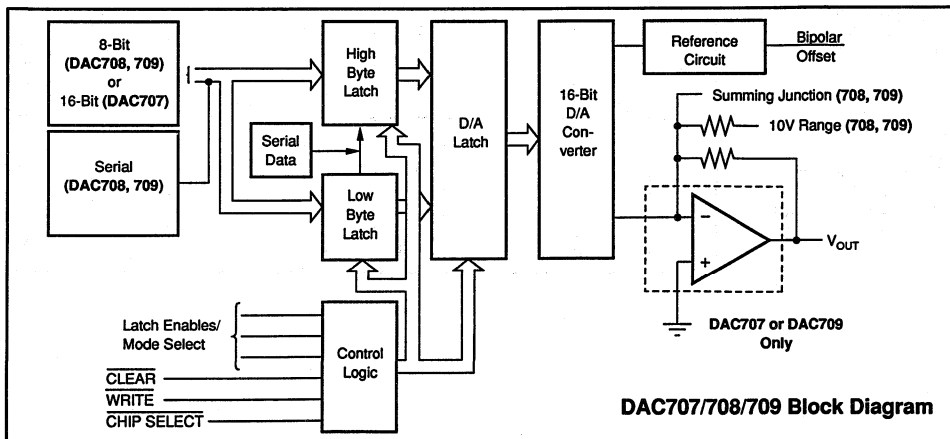 8-Bit
(DAC708, 709)
or
16-Bit (DAC707)
Serial
(DAC708, 709)
High
Byte
Latch
Serial
Data
Low
Byte
Latch
D/A
Latch
16-Bit
D/A
Con-
verter
Reference
Circuit
Bipolar
Offset
Summing Junction (708, 709)
10V Range (708, 709)
−
+
VOUT
DAC707 or DAC709
Only
Latch Enables/
Mode Select
CLEAR
WRITE
CHIP SELECT
Control
Logic
DAC707/708/709 Block Diagram